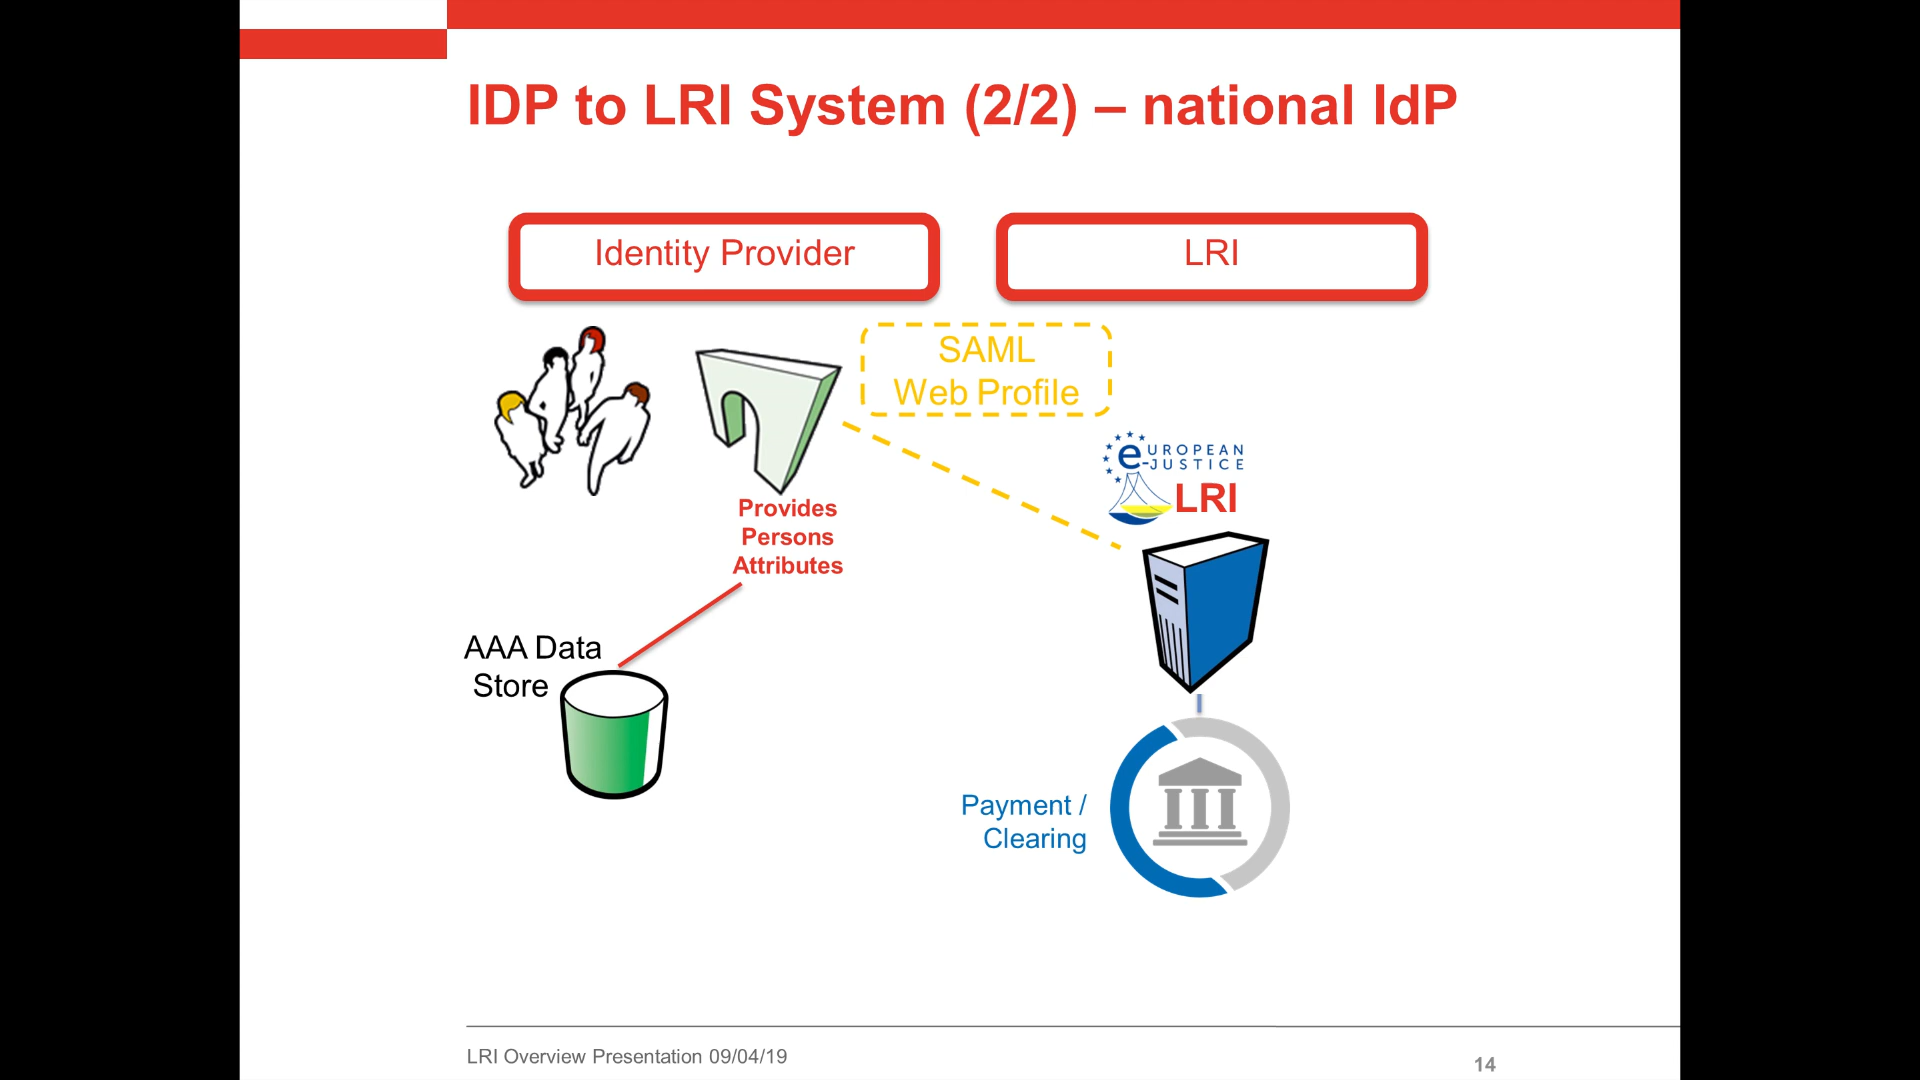 IDP to LRI System (2/2) – national IdP
Identity Provider
LRI
SAML
Web Profile
eUROPEAN
e-JUSTICE
LRI
Provides
Persons
Attributes
AAA Data
Store
Payment /
Clearing
LRI Overview Presentation 09/04/19
14